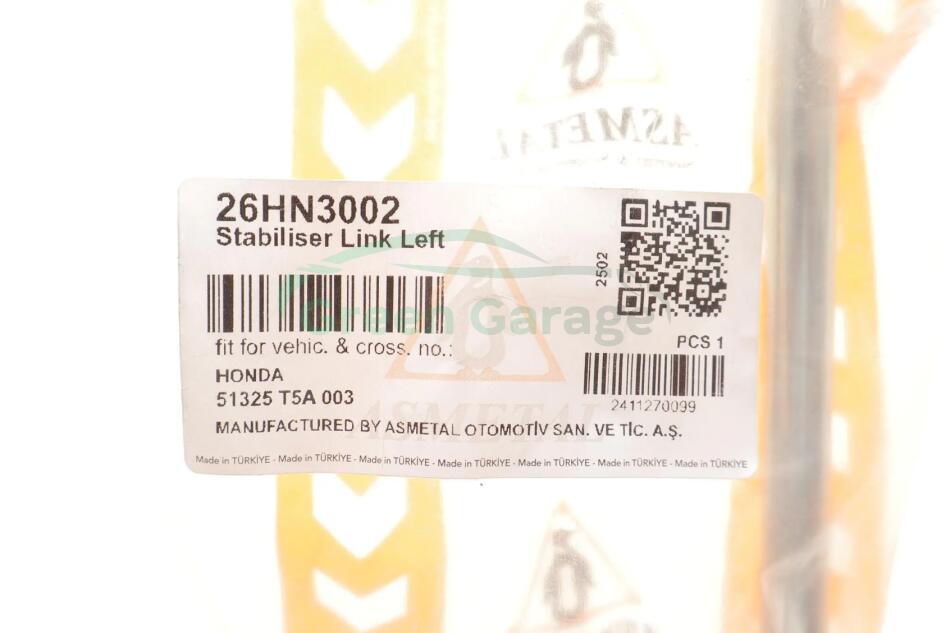 ASMETAL
26HN3002
Stabiliser Link Left
2502
Green Garage
fit for vehic. & cross. no.:
PCS 1
HONDA
51325 T5A 003
2411270099
ASMETAL
MANUFACTURED BY ASMETAL OTOMOTİV SAN. VE TİC. A.Ş.
Made in TÜRKİYE - Made in TÜRKİYE - Made in TÜRKİYE - Made in TÜRKİYE - Made in TÜRKİYE - Made in TÜRKİYE - Made in TÜRKİYE